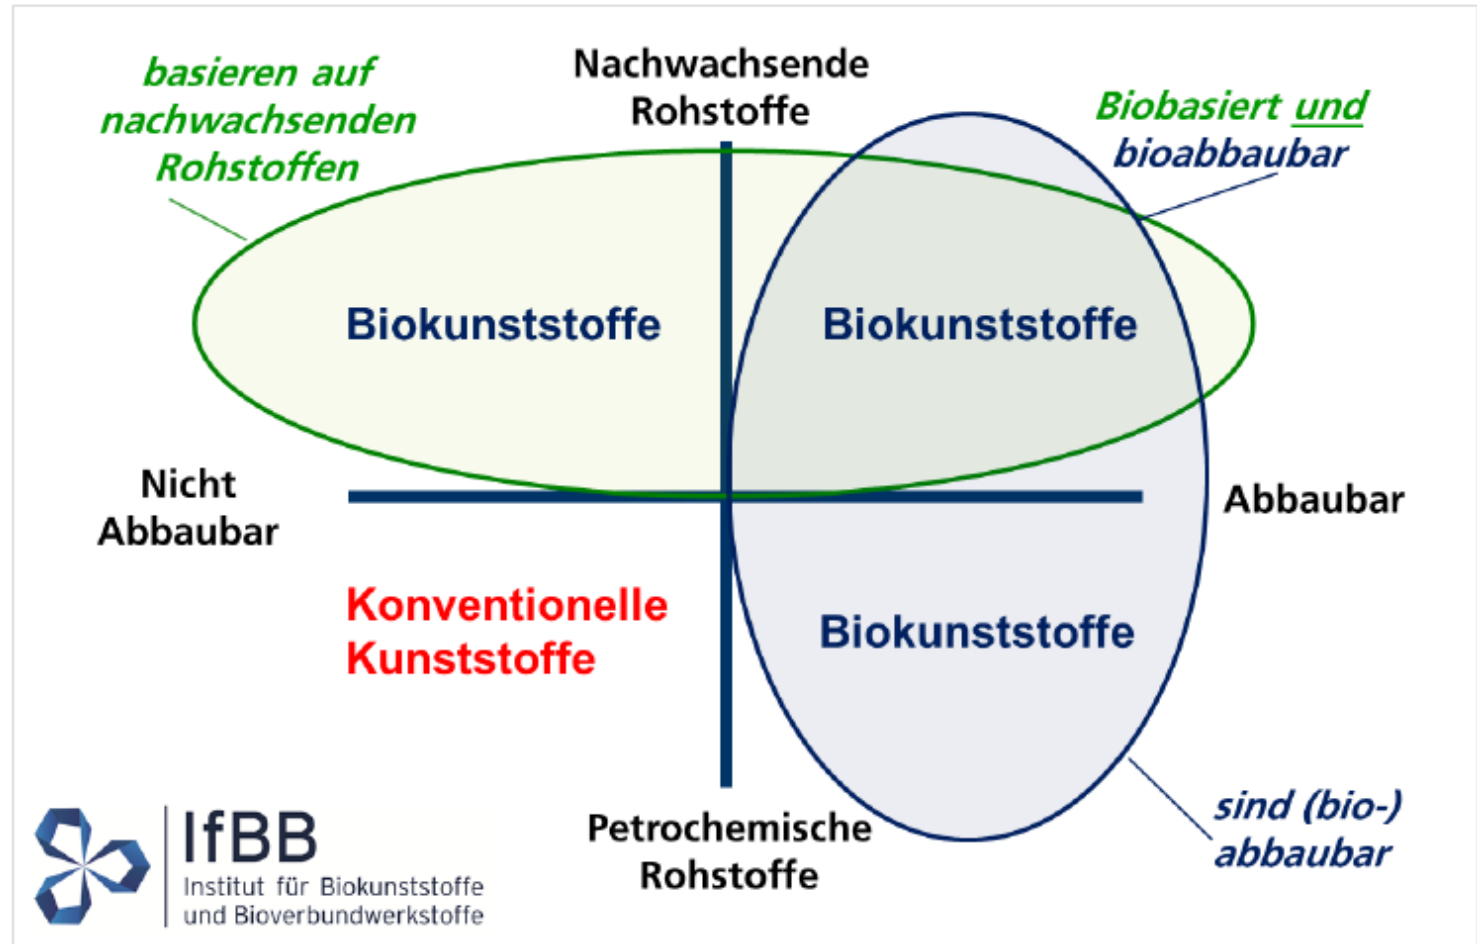 basieren auf
nachwachsenden
Rohstoffen
Nachwachsende
Rohstoffe
Biobasiert und
bioabbaubar
Biokunststoffe
Biokunststoffe
Nicht
Abbaubar
Abbaubar
Konventionelle
Kunststoffe
Biokunststoffe
Petrochemische
Rohstoffe
sind (bio-)
abbaubar
IfBB
Institut für Biokunststoffe
und Bioverbundwerkstoffe